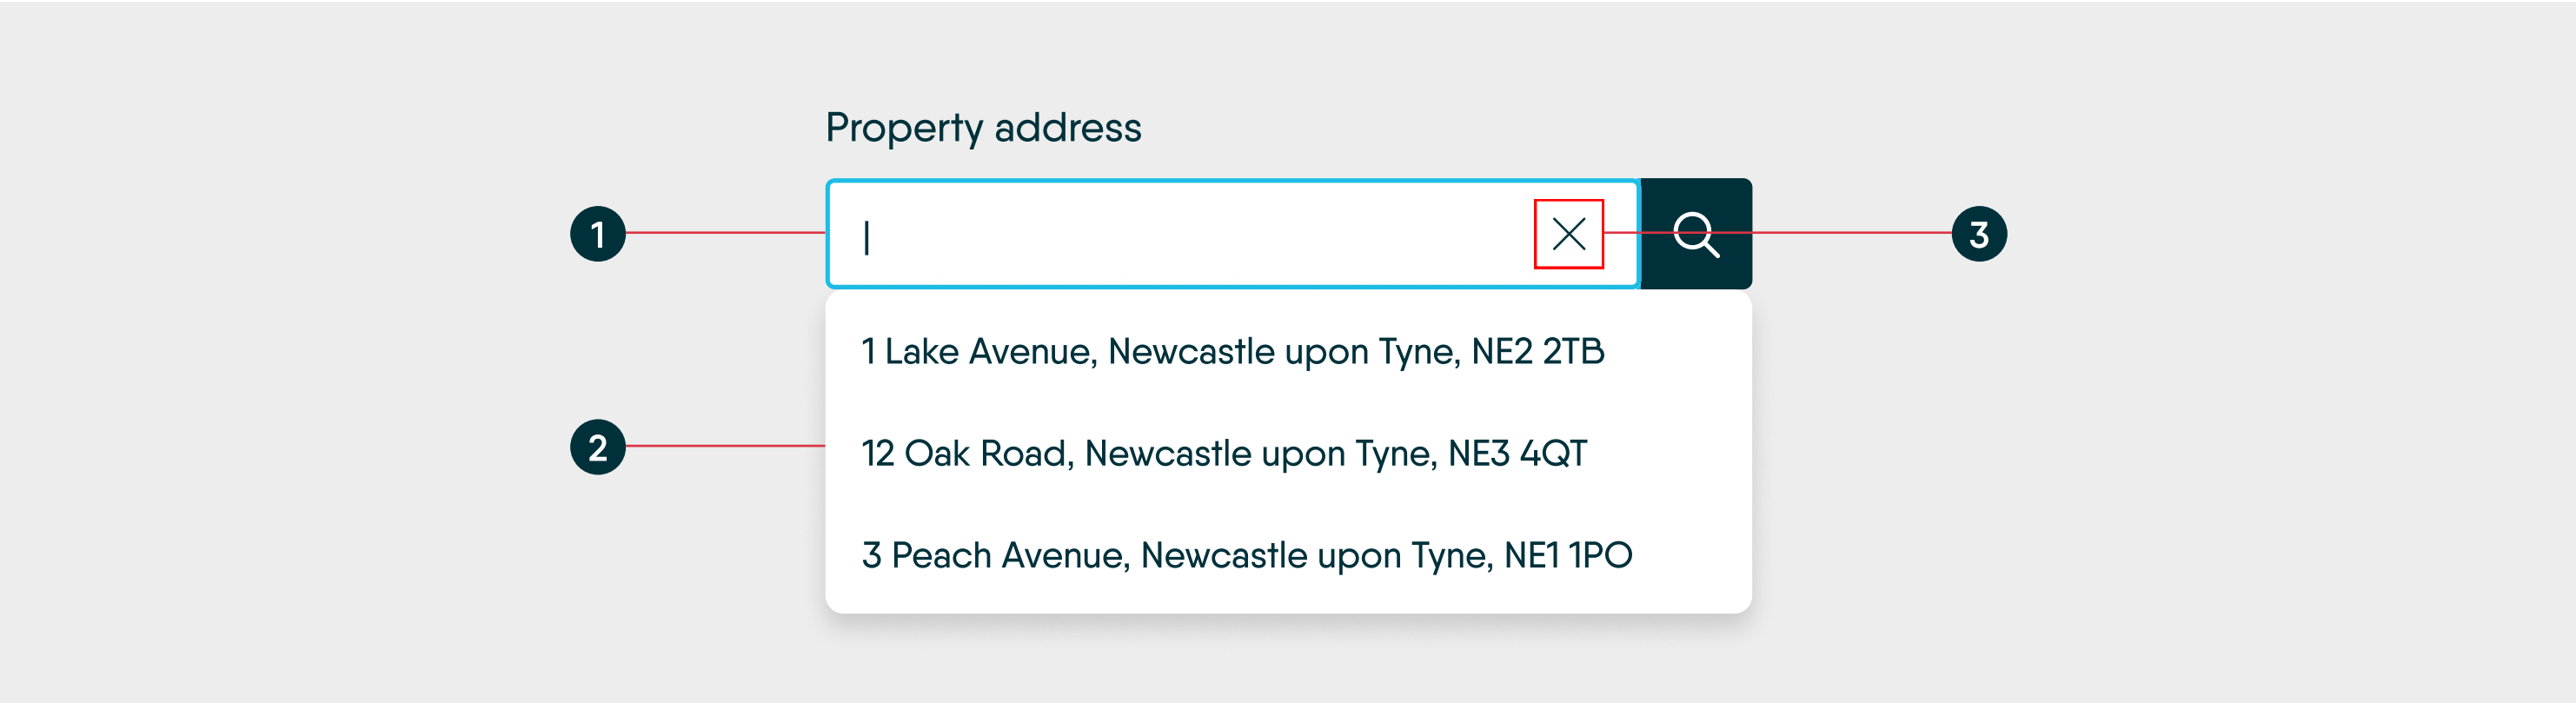 Property address
1
3
1 Lake Avenue, Newcastle upon Tyne, NE2 2TB
2
12 Oak Road, Newcastle upon Tyne, NE3 4QT
3 Peach Avenue, Newcastle upon Tyne, NE1 1PO